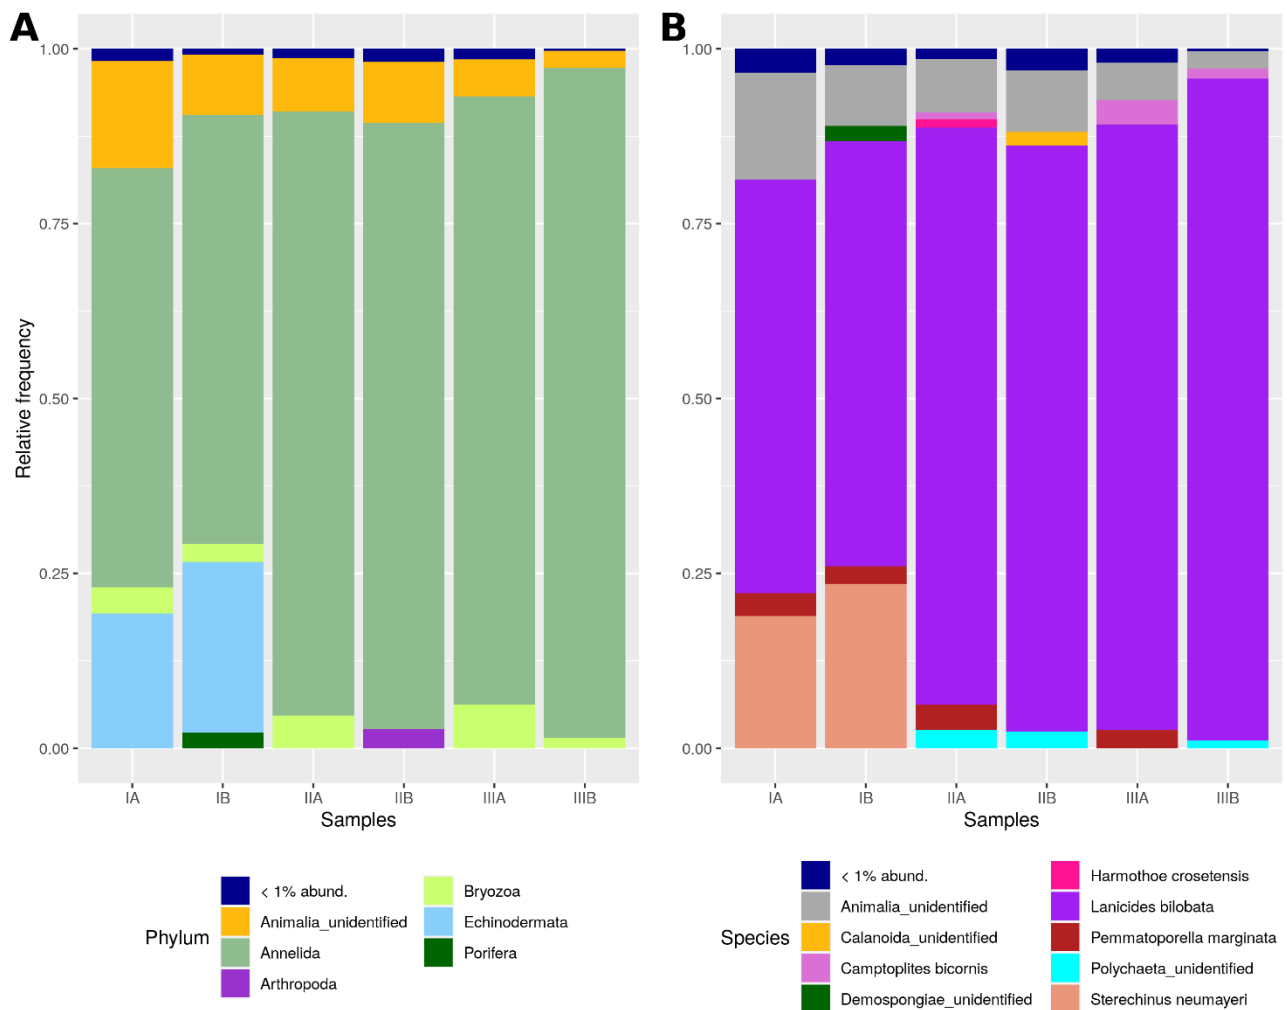 A
B
Relative frequency
1.00
0.75
0.50
0.25
0.00
IA IB IIA IIB IIIA IIIB
Samples
1.00
0.75
0.50
0.25
0.00
IA IB IIA IIB IIIA IIIB
Samples
Phylum
< 1% abund.
Animalia_unidentified
Annelida
Arthropoda
Bryozoa
Echinodermata
Porifera
Species
< 1% abund.
Animalia_unidentified
Calanoida_unidentified
Camptoplites bicornis
Demospongiae_unidentified
Harmothoe crosetensis
Lanicides bilobata
Pemmatoporella marginata
Polychaeta_unidentified
Sterechinus neumayeri